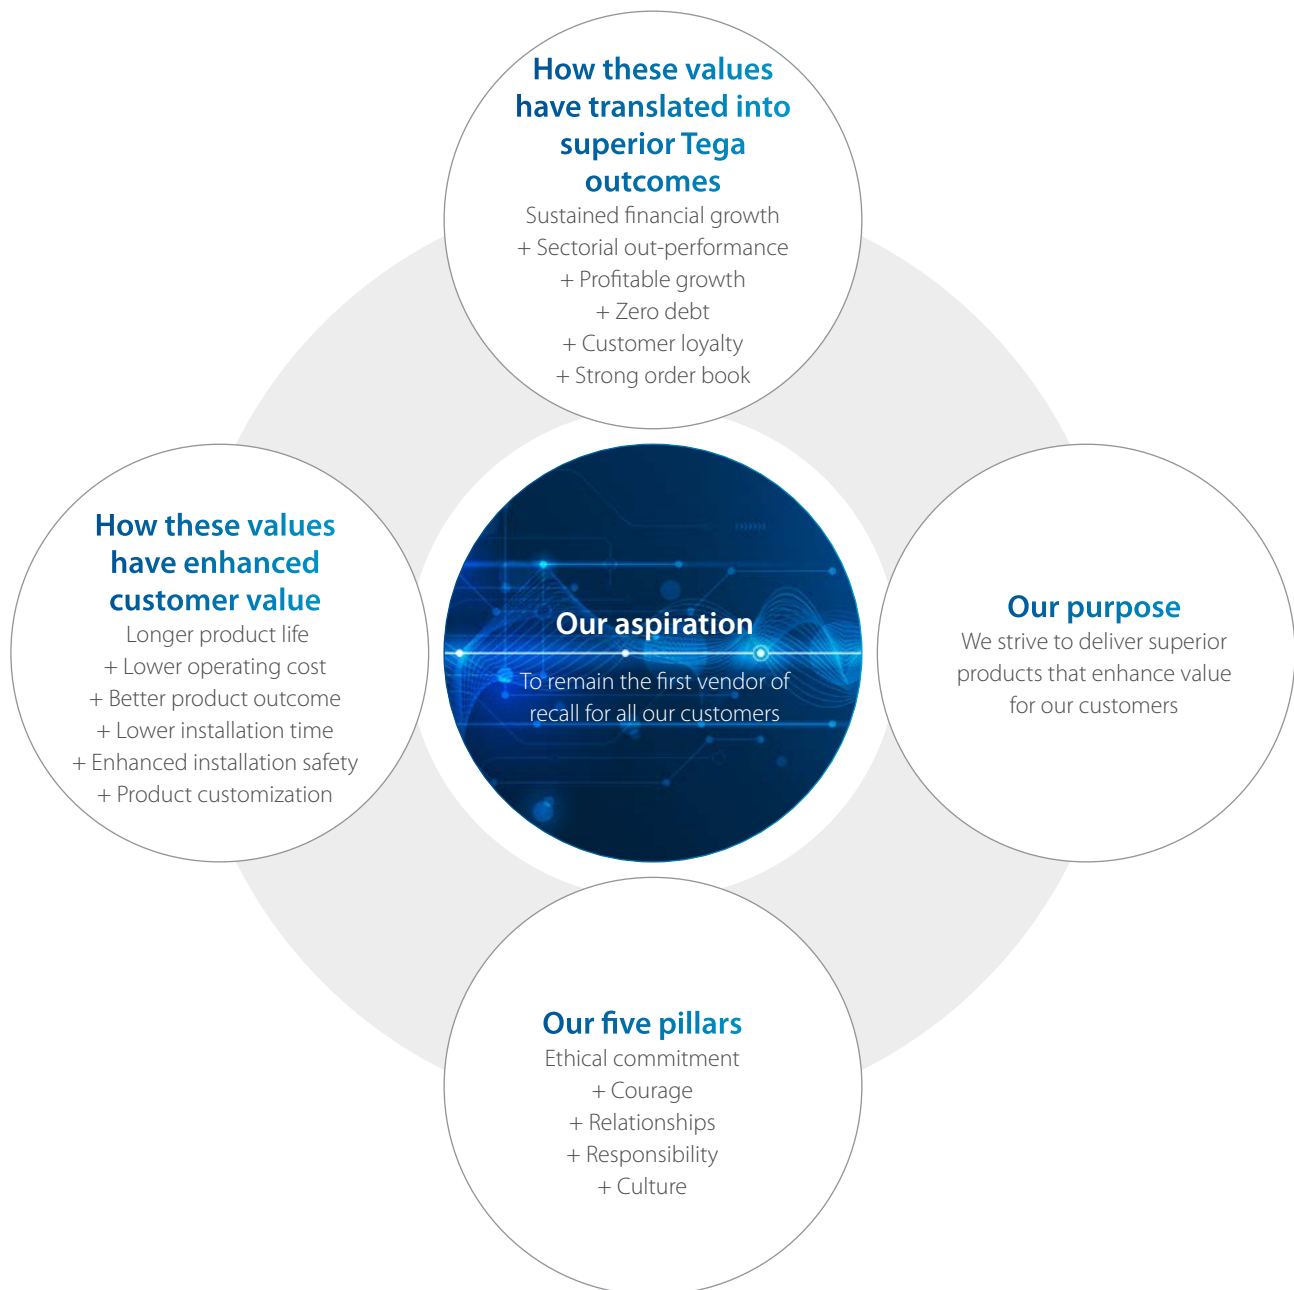 How these values
have translated into
superior Tega
outcomes
Sustained financial growth
+ Sectorial out-performance
+ Profitable growth
+ Zero debt
+ Customer loyalty
+ Strong order book
How these values
have enhanced
customer value
Longer product life
+ Lower operating cost
+ Better product outcome
+ Lower installation time
+ Enhanced installation safety
+ Product customization
Our aspiration
To remain the first vendor of
recall for all our customers
Our purpose
We strive to deliver superior
products that enhance value
for our customers
Our five pillars
Ethical commitment
+ Courage
+ Relationships
+ Responsibility
+ Culture